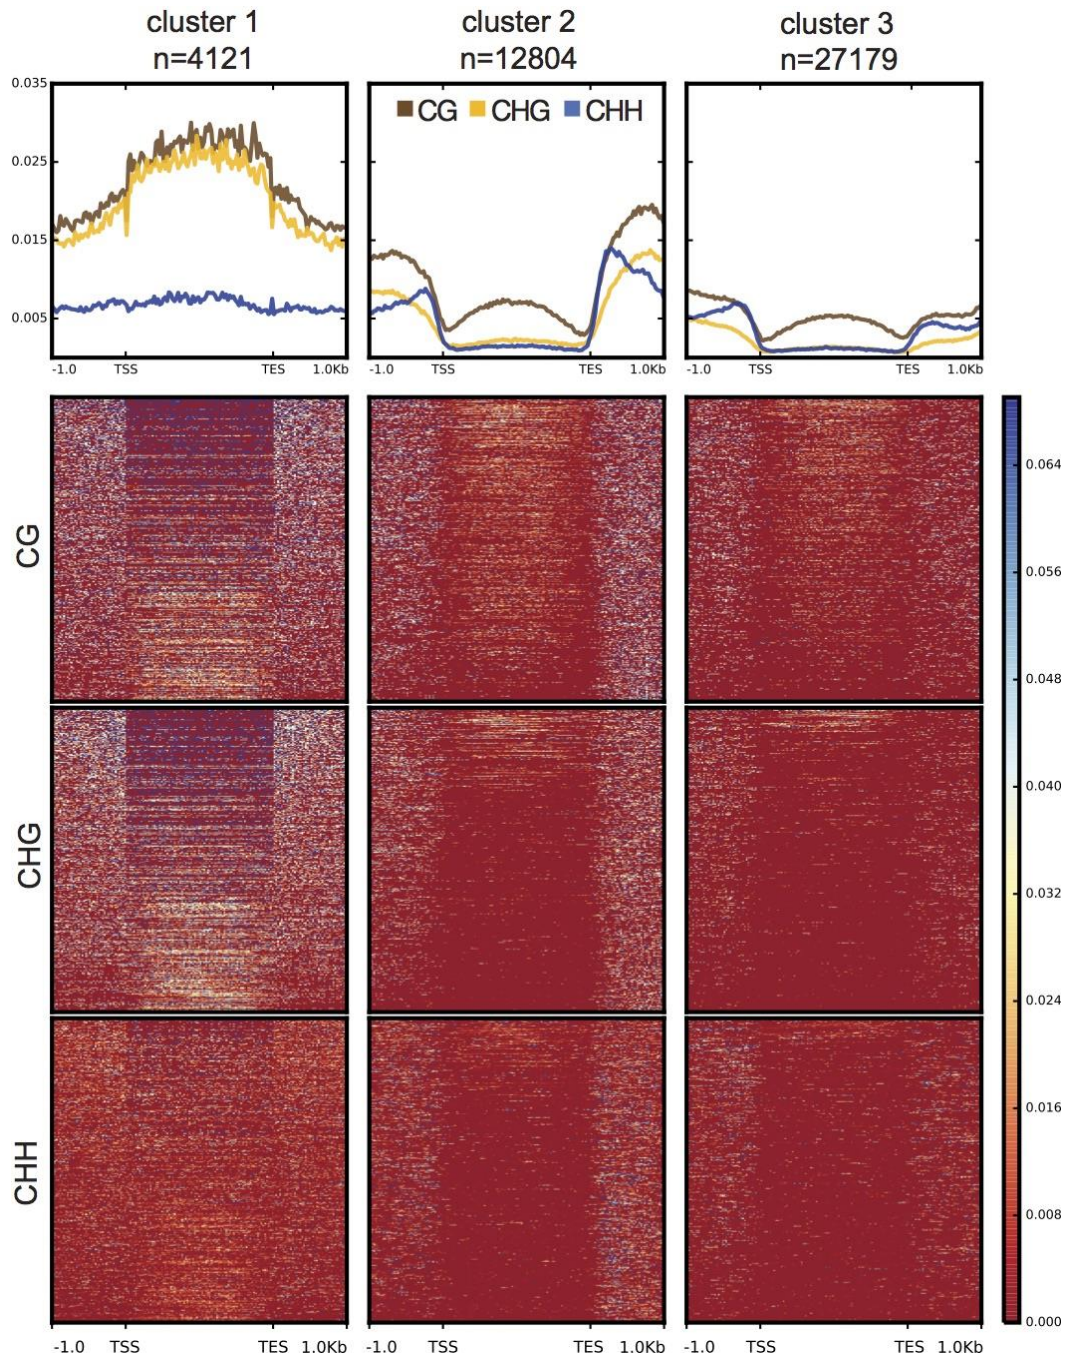 cluster 1
n=4121
cluster 2
n=12804
cluster 3
n=27179
0.035
0.025
0.015
0.005
CG CHG CHH
-1.0 TSS TES 1.0Kb
-1.0 TSS TES 1.0Kb
-1.0 TSS TES 1.0Kb
CG
CHG
CHH
0.064
0.056
0.048
0.040
0.032
0.024
0.016
0.008
0.000
-1.0 TSS TES 1.0Kb
-1.0 TSS TES 1.0Kb
-1.0 TSS TES 1.0Kb